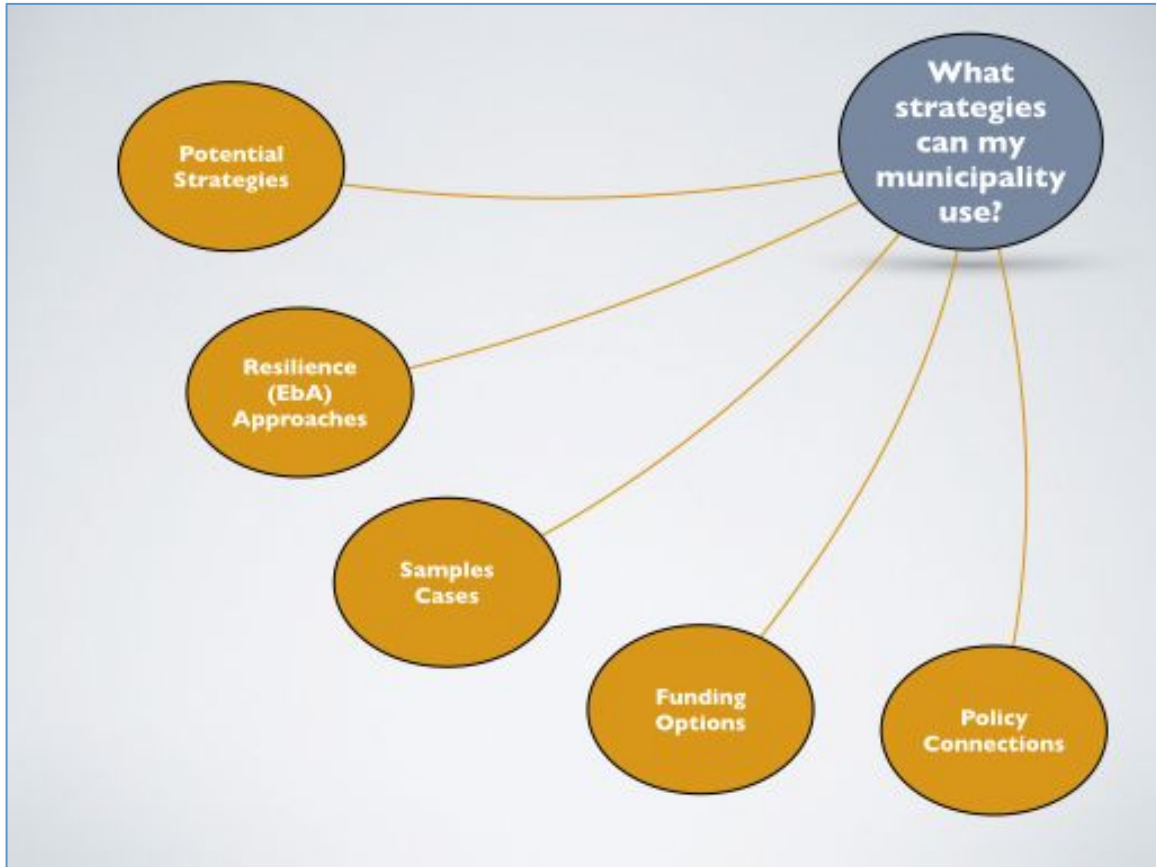 What
strategies
can my
municipality
use?
Potential
Strategies
Resilience
(EbA)
Approaches
Samples
Cases
Funding
Options
Policy
Connections